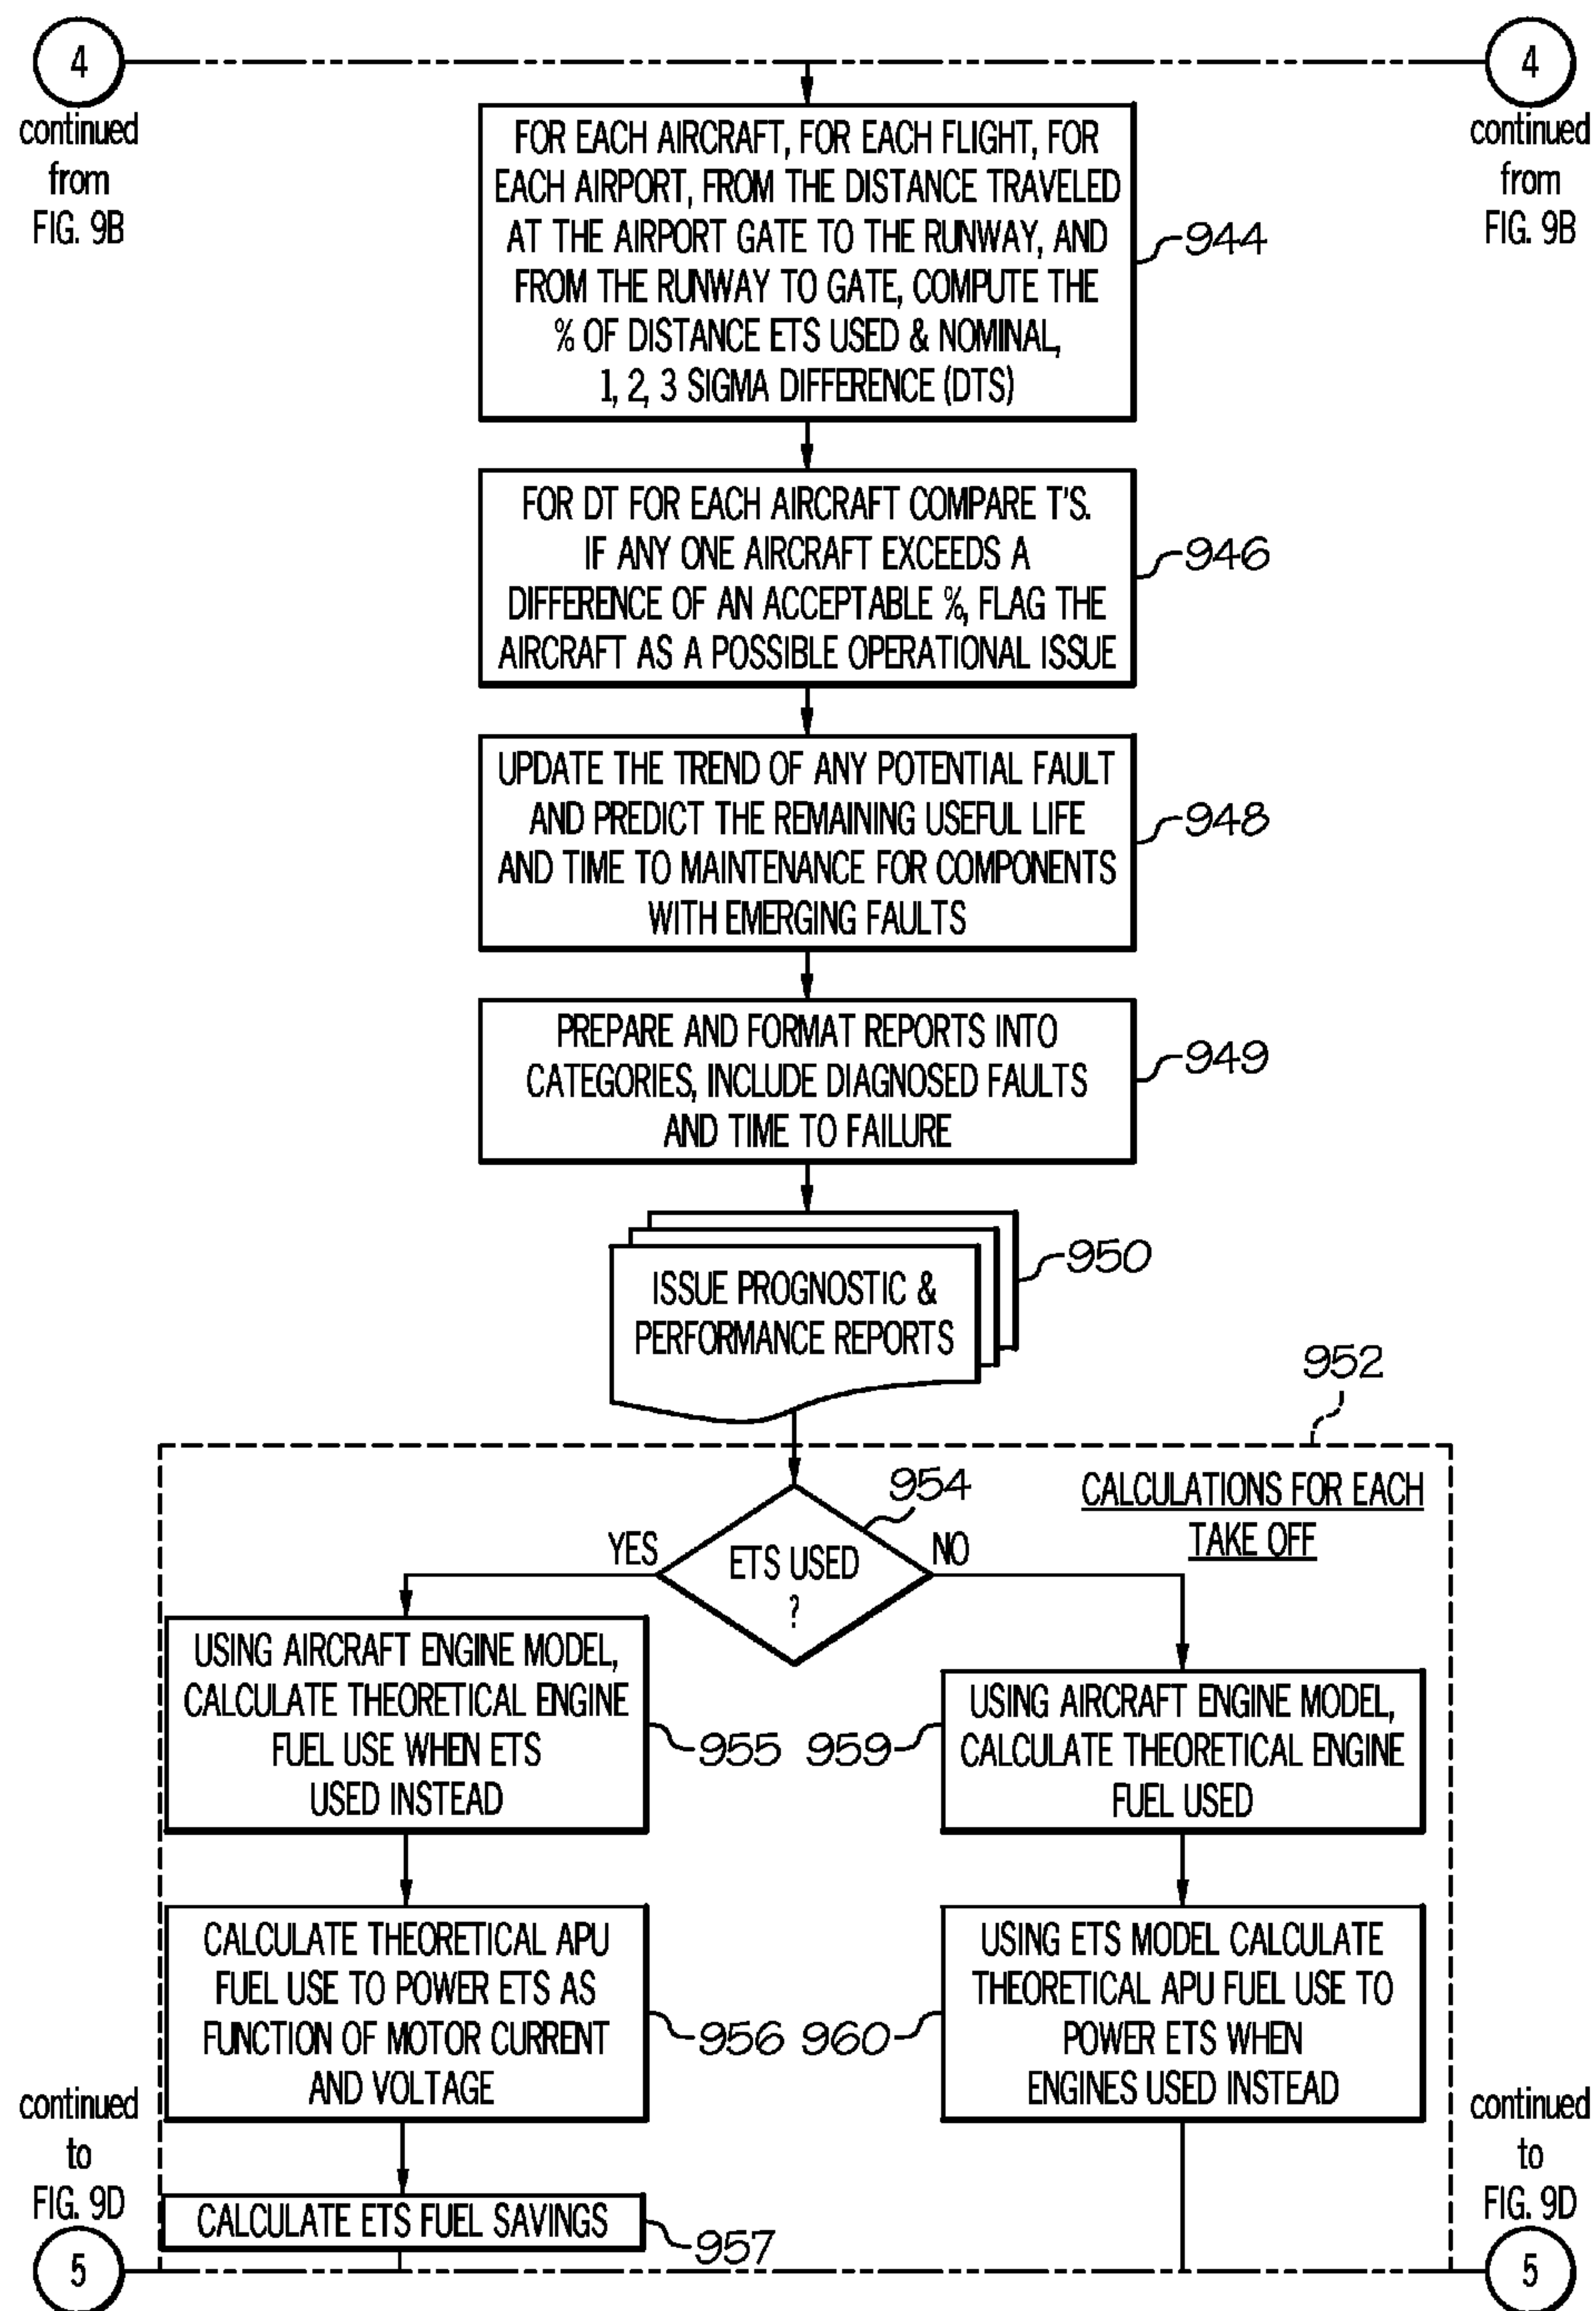 4
continued
from
FIG. 9B
4
continued
from
FIG. 9B
FOR EACH AIRCRAFT, FOR EACH FLIGHT, FOR
EACH AIRPORT, FROM THE DISTANCE TRAVELED
AT THE AIRPORT GATE TO THE RUNWAY, AND
FROM THE RUNWAY TO GATE, COMPUTE THE
% OF DISTANCE ETS USED & NOMINAL,
1, 2, 3 SIGMA DIFFERENCE (DTS)
944
FOR DT FOR EACH AIRCRAFT COMPARE T'S.
IF ANY ONE AIRCRAFT EXCEEDS A
DIFFERENCE OF AN ACCEPTABLE %, FLAG THE
AIRCRAFT AS A POSSIBLE OPERATIONAL ISSUE
946
UPDATE THE TREND OF ANY POTENTIAL FAULT
AND PREDICT THE REMAINING USEFUL LIFE
AND TIME TO MAINTENANCE FOR COMPONENTS
WITH EMERGING FAULTS
948
PREPARE AND FORMAT REPORTS INTO
CATEGORIES, INCLUDE DIAGNOSED FAULTS
AND TIME TO FAILURE
949
ISSUE PROGNOSTIC &
PERFORMANCE REPORTS
950
952
CALCULATIONS FOR EACH
TAKE OFF
954
ETS USED
?
YES
NO
USING AIRCRAFT ENGINE MODEL,
CALCULATE THEORETICAL ENGINE
FUEL USE WHEN ETS
USED INSTEAD
955
959
USING AIRCRAFT ENGINE MODEL,
CALCULATE THEORETICAL ENGINE
FUEL USED
CALCULATE THEORETICAL APU
FUEL USE TO POWER ETS AS
FUNCTION OF MOTOR CURRENT
AND VOLTAGE
956
960
USING ETS MODEL CALCULATE
THEORETICAL APU FUEL USE TO
POWER ETS WHEN
ENGINES USED INSTEAD
CALCULATE ETS FUEL SAVINGS
957
continued
to
FIG. 9D
5
continued
to
FIG. 9D
5